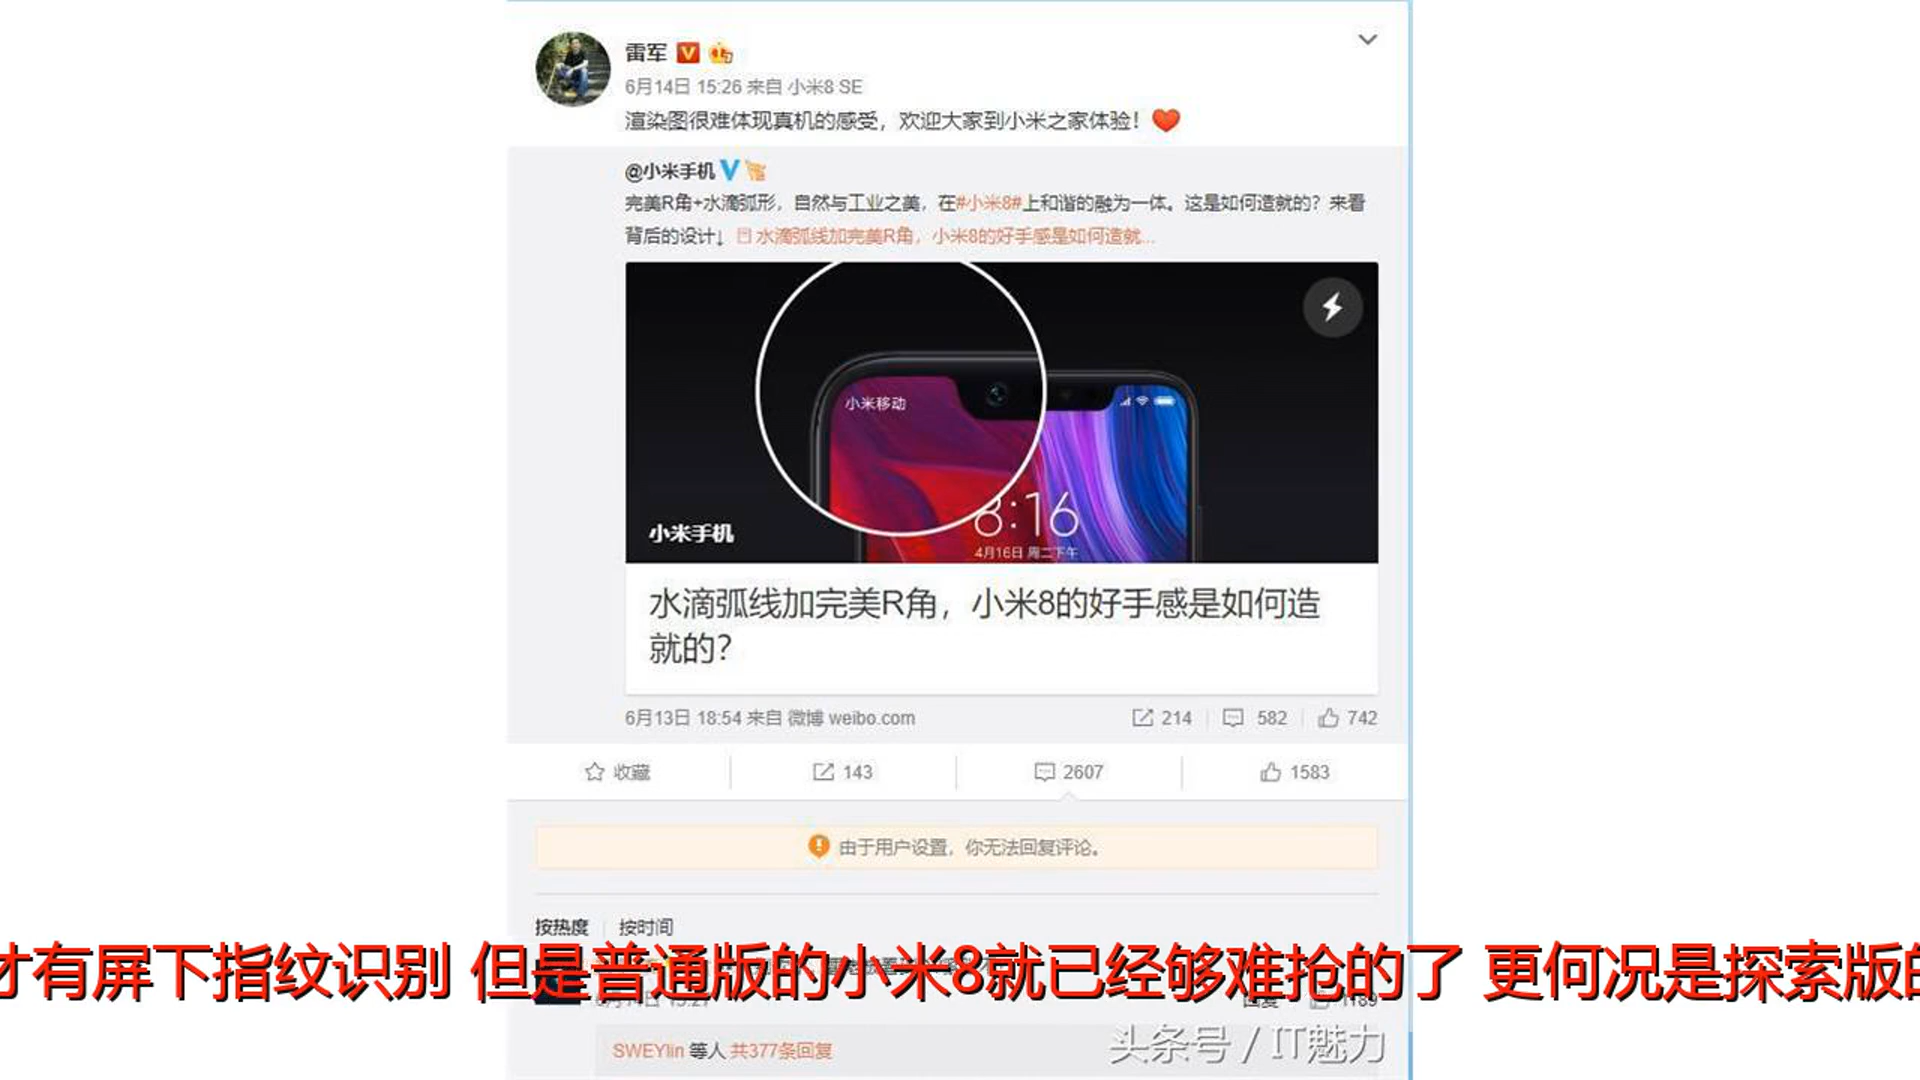 雷军
6月14日 15:26 来自 小米8 SE
渲染图很难体现真机的感受，欢迎大家到小米之家体验！
@小米手机
完美R角+水滴弧形，自然与工业之美，在#小米8#上和谐的融为一体。这是如何造就的？来看
背后的设计↓ 水滴弧线加完美R角，小米8的好手感是如何造就...
小米移动
8:16
4月16日 周二下午
小米手机
水滴弧线加完美R角，小米8的好手感是如何造
就的？
6月13日 18:54 来自 微博 weibo.com 214 582 742
收藏 143 2607 1583
由于用户设置，你无法回复评论。
按热度 按时间
才有屏下指纹识别 但是普通版的小米8就已经够难抢的了 更何况是探索版的
回复 1189
SWEYlin 等人 共377条回复
头条号 / IT魅力